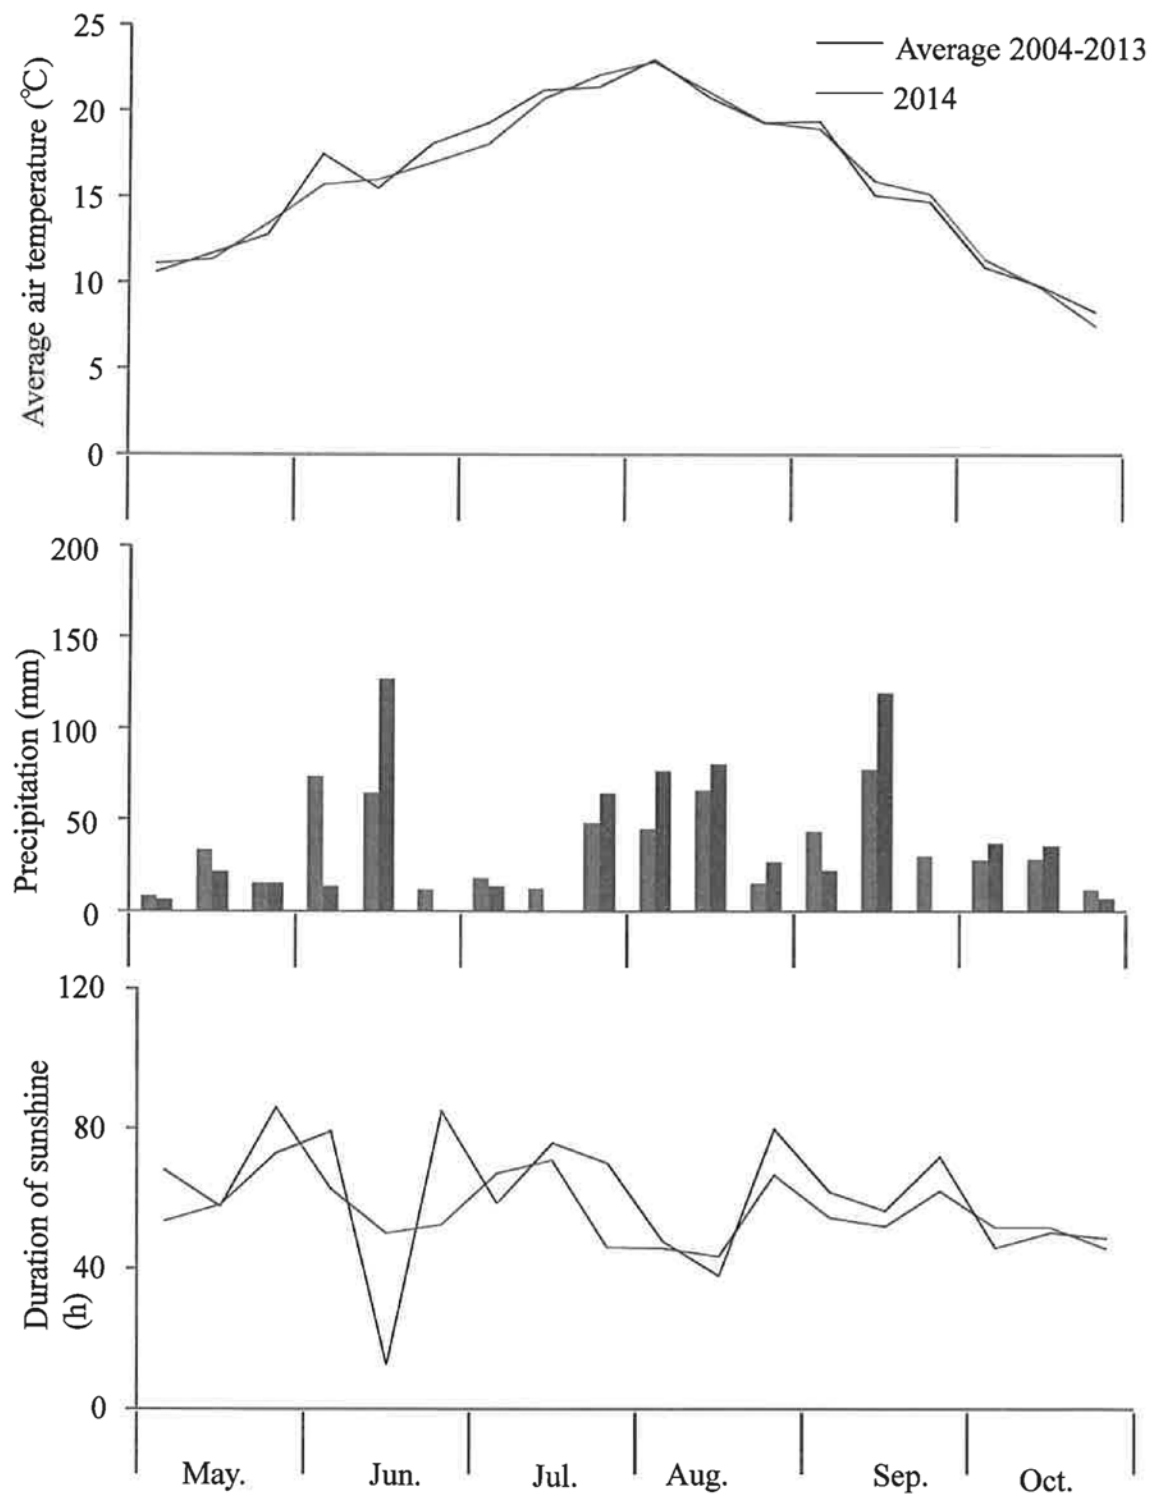 25
20
15
10
5
0
Average air temperature (℃)
Average 2004-2013
2014
200
150
100
50
0
Precipitation (mm)
120
80
40
0
Duration of sunshine
(h)
May.
Jun.
Jul.
Aug.
Sep.
Oct.